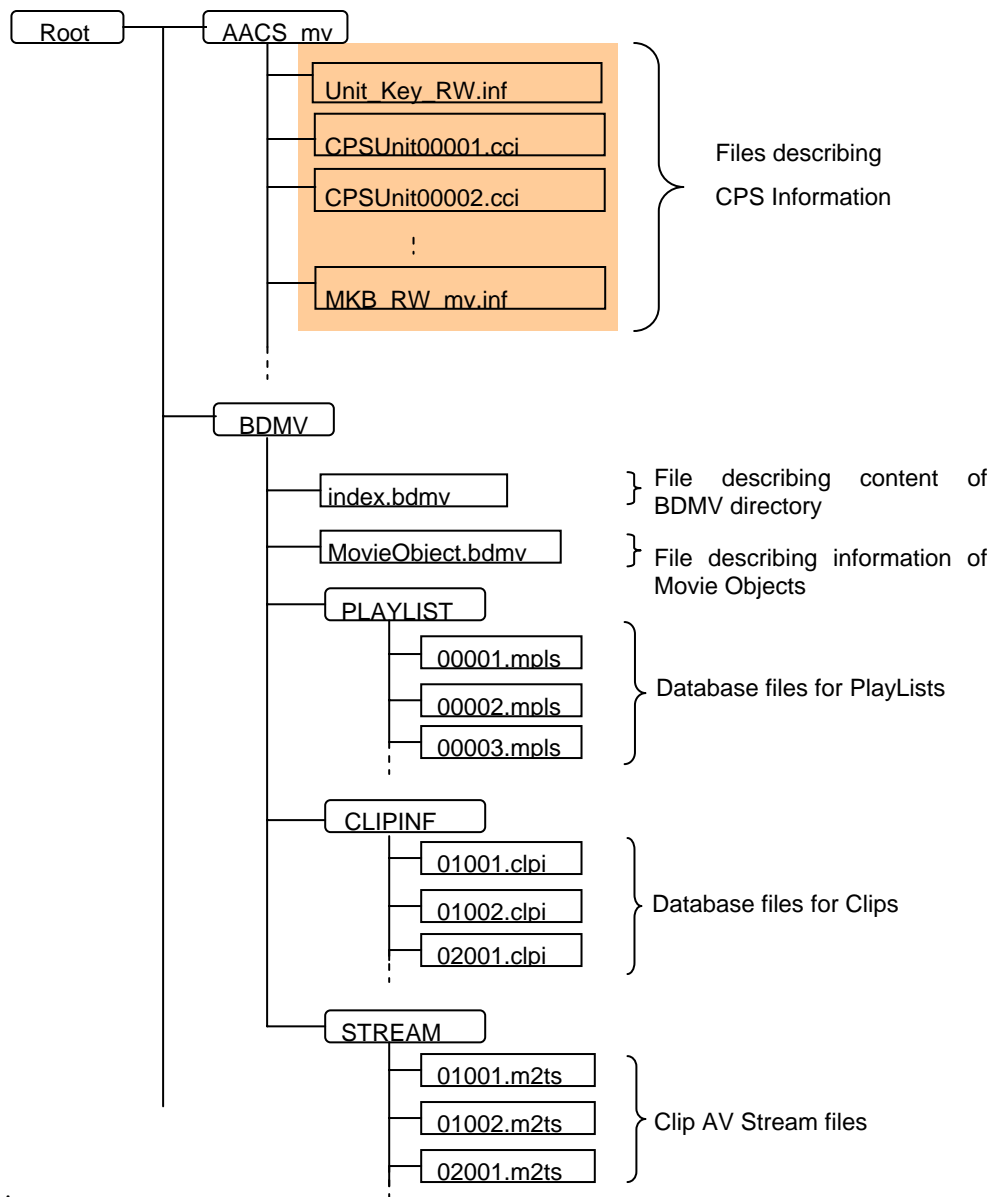 Root
AACS_mv
Unit_Key_RW.inf
CPSUnit00001.cci
CPSUnit00002.cci
MKB_RW_mv.inf
Files describing
CPS Information
BDMV
index.bdmv
File describing content of
BDMV directory
MovieObject.bdmv
File describing information of
Movie Objects
PLAYLIST
00001.mpls
00002.mpls
00003.mpls
Database files for PlayLists
CLIPINF
01001.clpi
01002.clpi
02001.clpi
Database files for Clips
STREAM
01001.m2ts
01002.m2ts
02001.m2ts
Clip AV Stream files